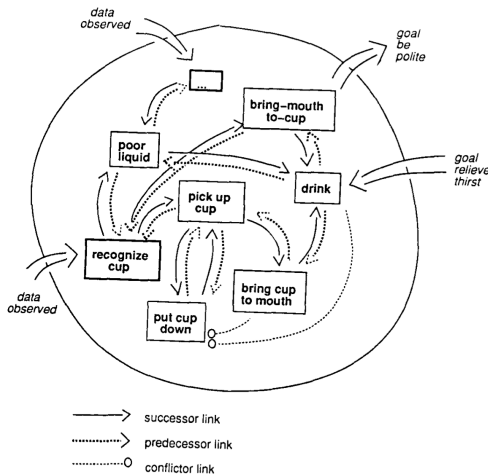 data
observed
goal
be
polite
...
bring-mouth
to-cup
poor
liquid
goal
relieve
thirst
drink
pick up
cup
recognize
cup
bring cup
to mouth
data
observed
put cup
down
successor link
predecessor link
conflictor link